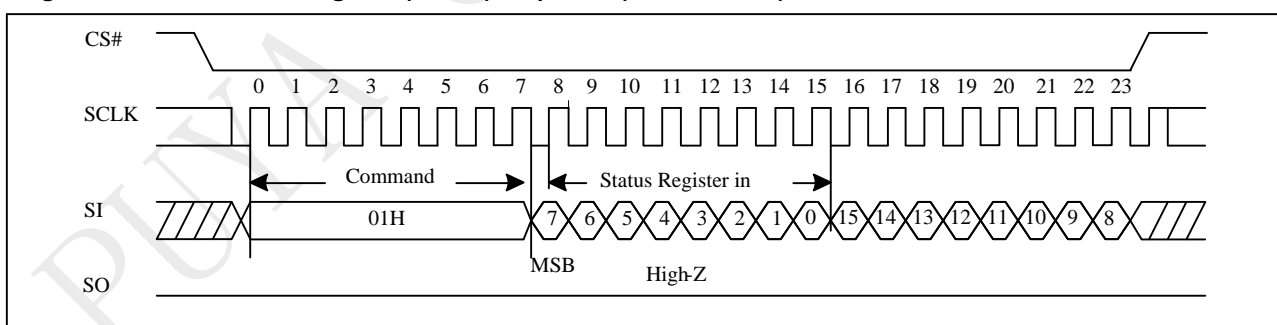 CS#
0 1 2 3 4 5 6 7 8 9 10 11 12 13 14 15 16 17 18 19 20 21 22 23
SCLK
Command Status Register in
SI 01H 7 6 5 4 3 2 1 0 15 14 13 12 11 10 9 8
MSB High-Z
SO
PUYA